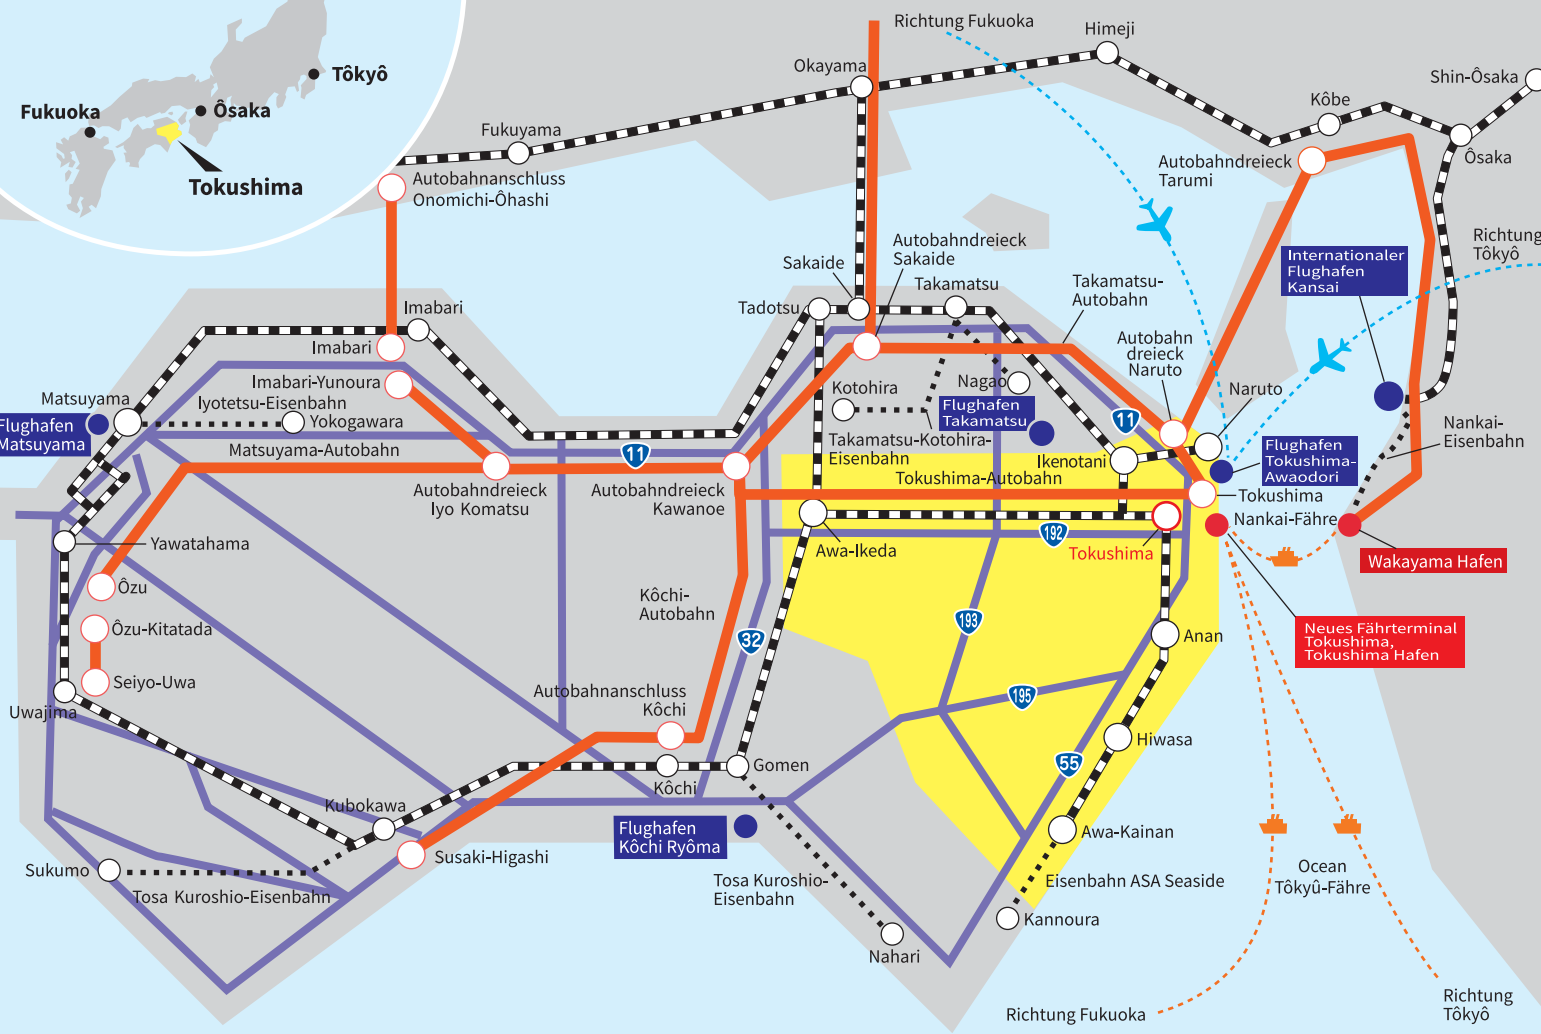 Richtung Fukuoka
Himeji
Okayama
Shin-Ôsaka
Tôkyô
Kôbe
Fukuoka
Ôsaka
Fukuyama
Ôsaka
Tokushima
Autobahnanschluss
Onomichi-Ôhashi
Autobahndreieck
Tarumi
Richtung
Tôkyô
Autobahndreieck
Sakaide
Internationaler
Flughafen
Kansai
Sakaide
Takamatsu
Takamatsu-
Autobahn
Tadotsu
Imabari
Imabari
Autobahn
dreieck
Naruto
Imabari-Yunoura
Kotohira
Nagao
Naruto
Matsuyama
Iyotetsu-Eisenbahn
Yokogawara
Flughafen
Matsuyama
Flughafen
Takamatsu
11
Nankai-
Eisenbahn
Matsuyama-Autobahn
11
Takamatsu-Kotohira-
Eisenbahn
Ikenotani
Flughafen
Tokushima-
Awaodori
Autobahndreieck
Iyo Komatsu
Autobahndreieck
Kawanoe
Tokushima-Autobahn
Tokushima
Nankai-Fähre
192
Yawatahama
Awa-Ikeda
Tokushima
Wakayama Hafen
Ôzu
Kôchi-
Autobahn
193
Ôzu-Kitatada
32
Anan
Neues Fährterminal
Tokushima,
Tokushima Hafen
Seiyo-Uwa
Autobahnanschluss
Kôchi
195
Uwajima
Hiwasa
55
Gomen
Kôchi
Kubokawa
Flughafen
Kôchi Ryôma
Awa-Kainan
Susaki-Higashi
Sukumo
Tosa Kuroshio-Eisenbahn
Tosa Kuroshio-
Eisenbahn
Eisenbahn ASA Seaside
Ocean
Tôkyû-Fähre
Kannoura
Nahari
Richtung Fukuoka
Richtung
Tôkyô